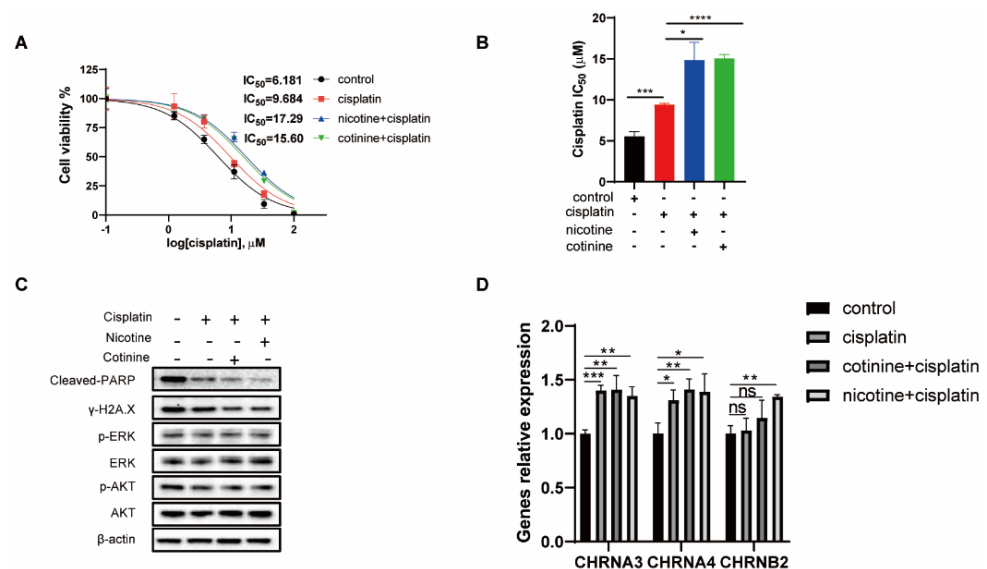 A
Cell viability %
125
100
75
50
25
0
-1
0
1
2
log[cisplatin], μM
IC50=6.181
control
IC50=9.684
cisplatin
IC50=17.29
nicotine+cisplatin
IC50=15.60
cotinine+cisplatin
B
Cisplatin IC50 (μM)
20
15
10
5
0
***
*
****
control + - - -
cisplatin - + + +
nicotine - - + -
cotinine - - - +
C
Cisplatin - + + +
Nicotine - - - +
Cotinine - - + -
Cleaved-PARP
γ-H2A.X
p-ERK
ERK
p-AKT
AKT
β-actin
D
control
cisplatin
cotinine+cisplatin
nicotine+cisplatin
Genes relative expression
2.0
1.5
1.0
0.5
0.0
**
**
***
*
**
*
**
ns
ns
CHRNA3 CHRNA4 CHRNB2